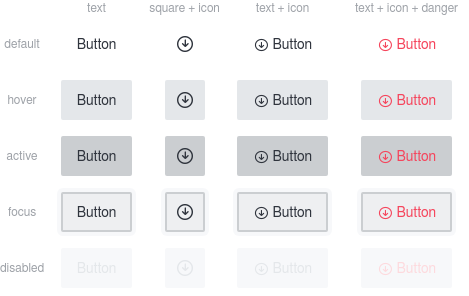 text square + icon text + icon text + icon + danger
default Button Button Button
hover Button Button Button
active Button Button Button
focus Button Button Button
disabled Button Button Button